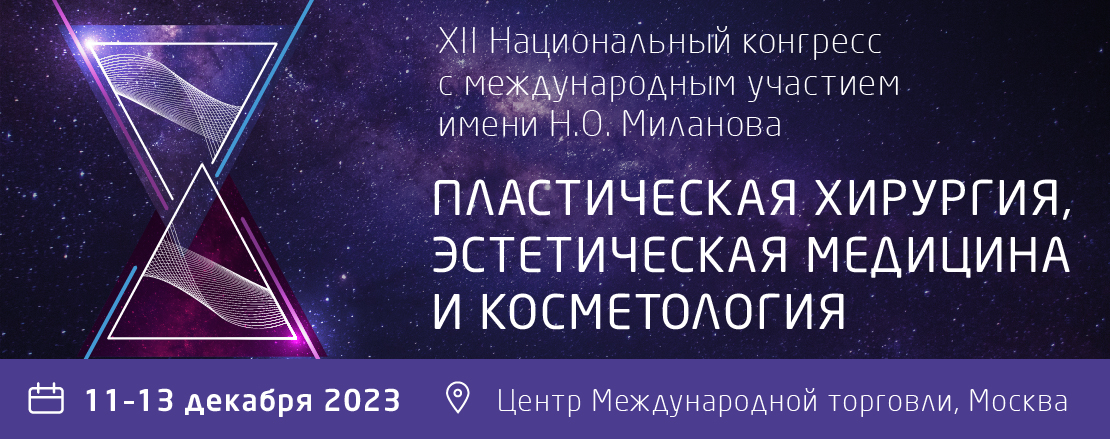 XII Национальный конгресс
с международным участием
имени Н.О. Миланова
ПЛАСТИЧЕСКАЯ ХИРУРГИЯ,
ЭСТЕТИЧЕСКАЯ МЕДИЦИНА
И КОСМЕТОЛОГИЯ
11–13 декабря 2023
Центр Международной торговли, Москва